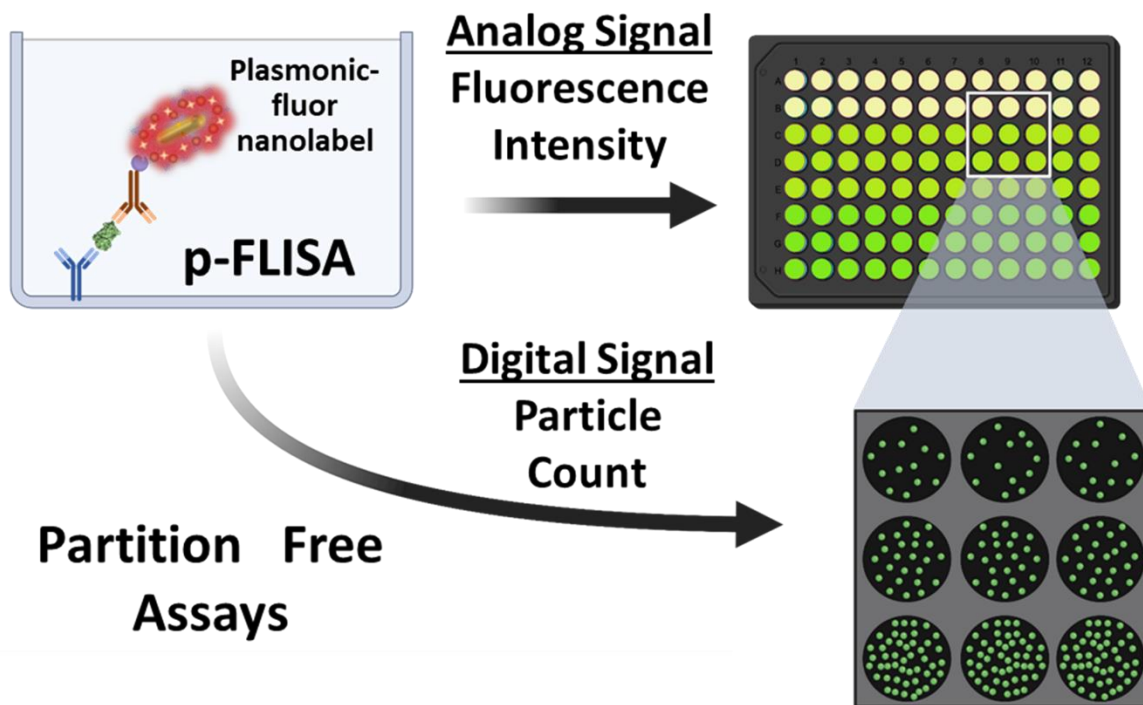 Plasmonic-
fluor
nanolabel
p-FLISA
Analog Signal
Fluorescence
Intensity
1 2 3 4 5 6 7 8 9 10 11 12
A
B
C
D
E
F
G
H
Digital Signal
Particle
Count
Partition Free
Assays